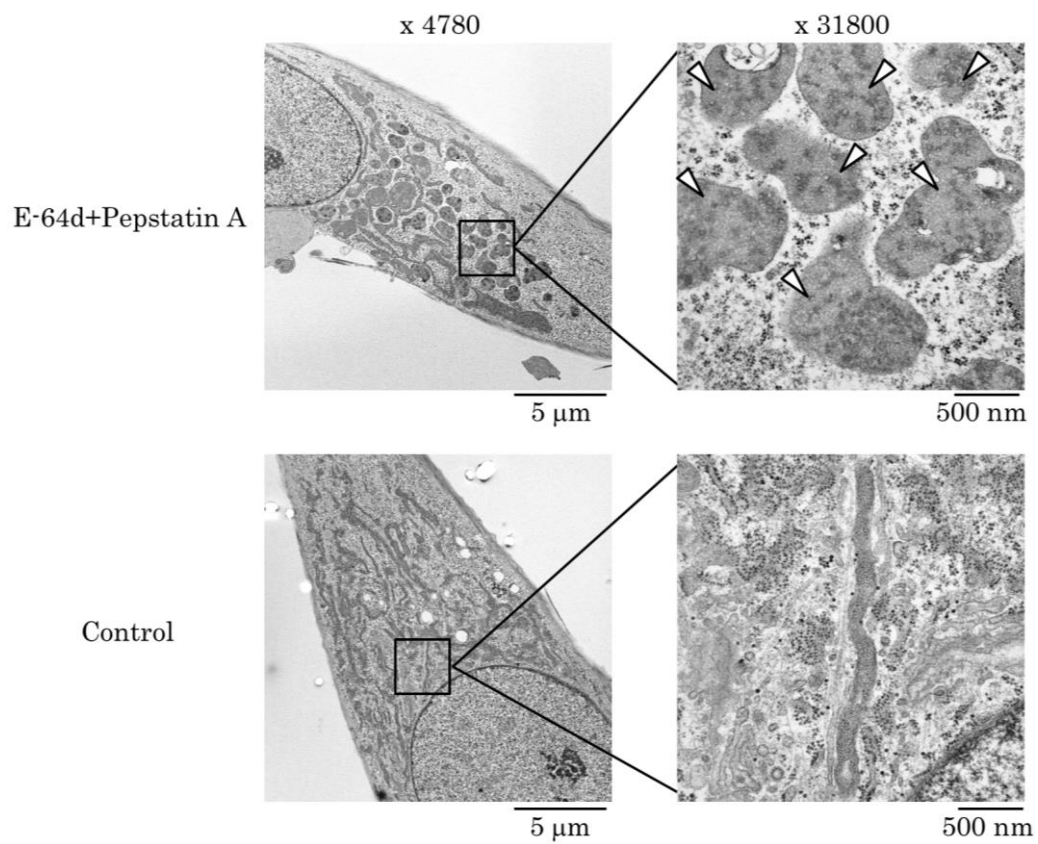 x 4780
x 31800
E-64d+Pepstatin A
5 μm
500 nm
Control
5 μm
500 nm